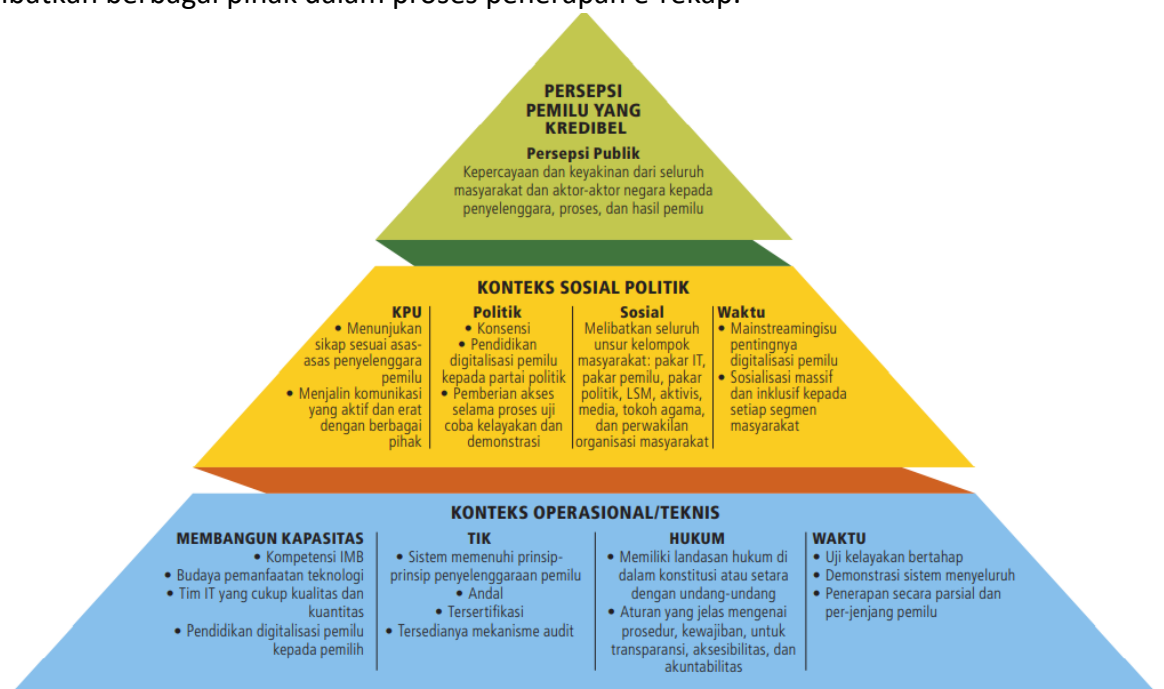 libatkan berbagai pihak dalam proses penerapan e-rekap.
PERSEPSI
PEMILU YANG
KREDIBEL
Persepsi Publik
Kepercayaan dan keyakinan dari seluruh
masyarakat dan aktor-aktor negara kepada
penyelenggara, proses, dan hasil pemilu
KONTEKS SOSIAL POLITIK
KPU
• Menunjukan
sikap sesuai asas-
asas penyelenggara
pemilu
• Menjalin komunikasi
yang aktif dan erat
dengan berbagai
pihak
Politik
• Konsensi
• Pendidikan
digitalisasi pemilu
kepada partai politik
• Pemberian akses
selama proses uji
coba kelayakan dan
demonstrasi
Sosial
Melibatkan seluruh
unsur kelompok
masyarakat: pakar IT,
pakar pemilu, pakar
politik, LSM, aktivis,
media, tokoh agama,
dan perwakilan
organisasi masyarakat
Waktu
• Mainstreamingisu
pentingnya
digitalisasi pemilu
• Sosialisasi massif
dan inklusif kepada
setiap segmen
masyarakat
KONTEKS OPERASIONAL/TEKNIS
MEMBANGUN KAPASITAS
• Kompetensi IMB
• Budaya pemanfaatan teknologi
• Tim IT yang cukup kualitas dan
kuantitas
• Pendidikan digitalisasi pemilu
kepada pemilih
TIK
• Sistem memenuhi prinsip-
prinsip penyelenggaraan pemilu
• Andal
• Tersertifikasi
• Tersedianya mekanisme audit
HUKUM
• Memiliki landasan hukum di
dalam konstitusi atau setara
dengan undang-undang
• Aturan yang jelas mengenai
prosedur, kewajiban, untuk
transparansi, aksesibilitas, dan
akuntabilitas
WAKTU
• Uji kelayakan bertahap
• Demonstrasi sistem menyeluruh
• Penerapan secara parsial dan
per-jenjang pemilu